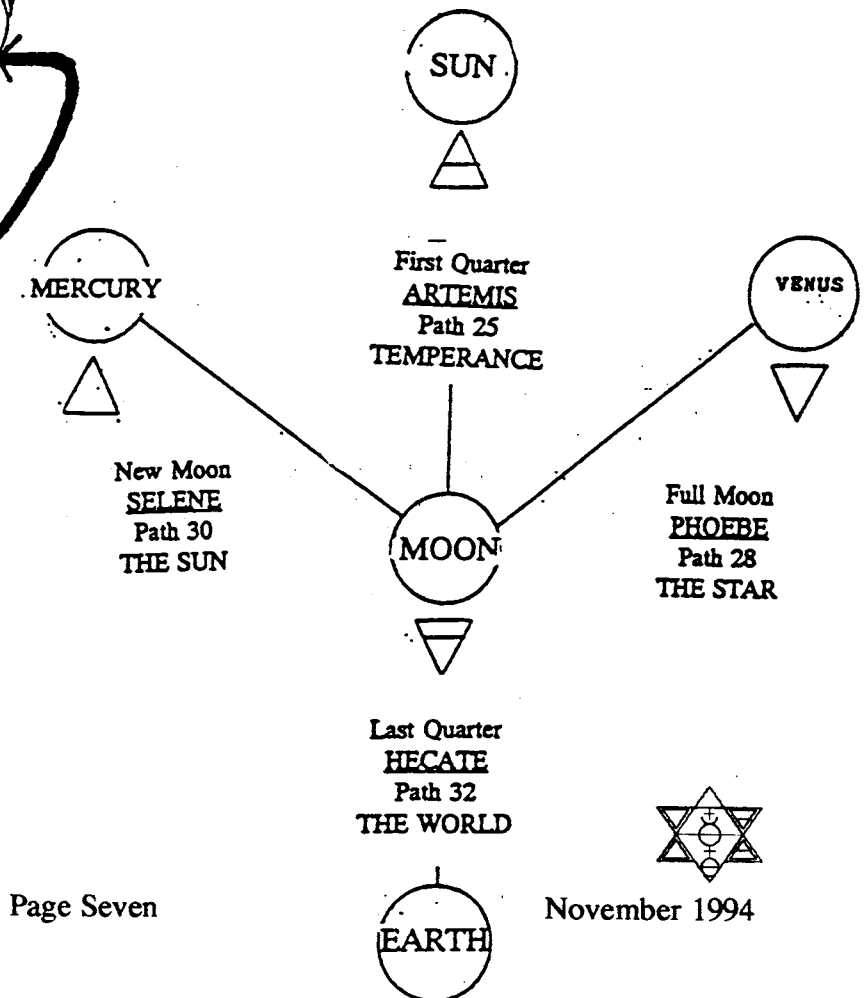 SUN
First Quarter
ARTEMIS
Path 25
TEMPERANCE
MERCURY
VENUS
New Moon
SELENE
Path 30
THE SUN
MOON
Full Moon
PHOEBE
Path 28
THE STAR
Last Quarter
HECATE
Path 32
THE WORLD
EARTH
Page Seven
November 1994